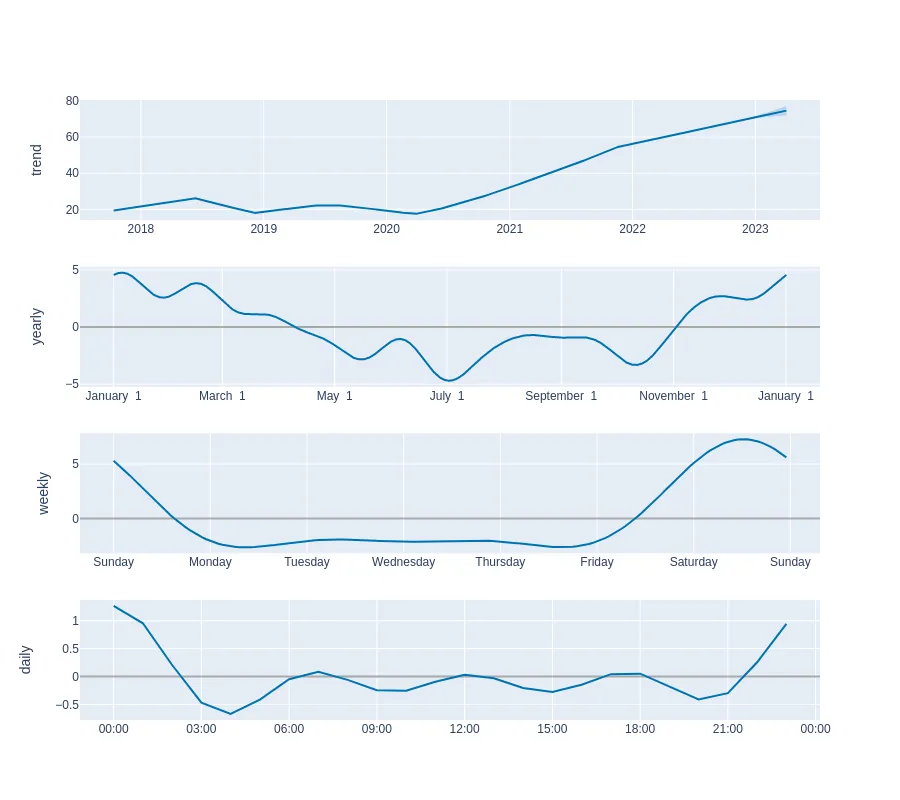 trend
80
60
40
20
2018 2019 2020 2021 2022 2023
yearly
5
0
−5
January 1 March 1 May 1 July 1 September 1 November 1 January 1
weekly
5
0
Sunday Monday Tuesday Wednesday Thursday Friday Saturday Sunday
daily
1
0.5
0
−0.5
00:00 03:00 06:00 09:00 12:00 15:00 18:00 21:00 00:00